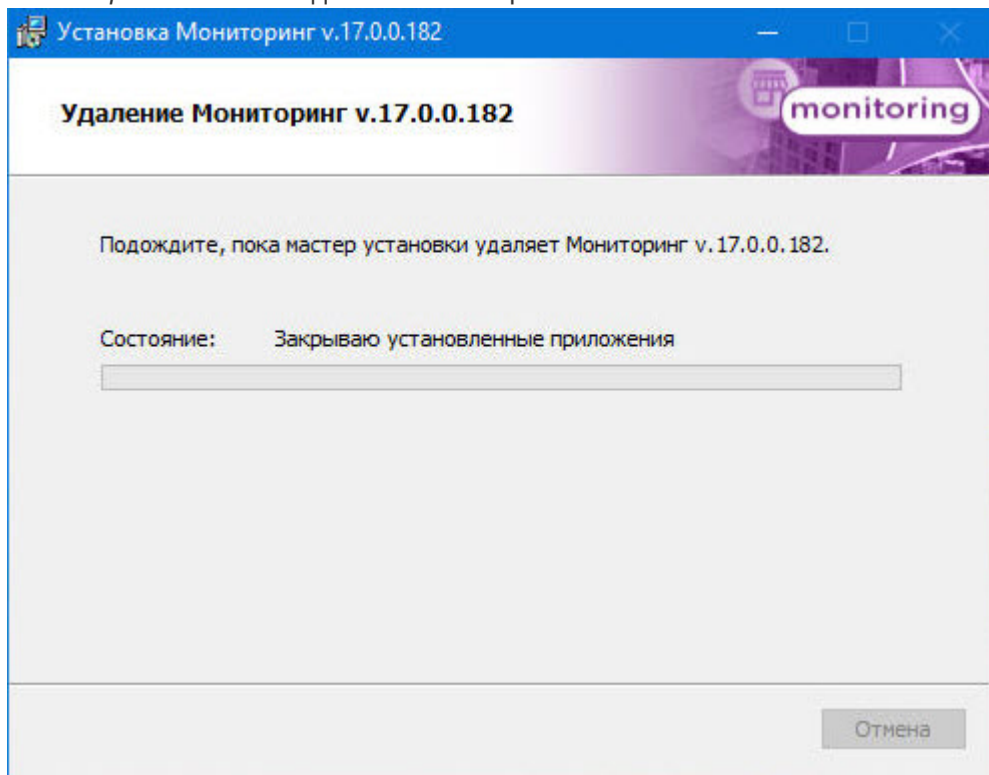 Установка Мониторинг v.17.0.0.182
Удаление Мониторинг v.17.0.0.182
monitoring
Подождите, пока мастер установки удаляет Мониторинг v.17.0.0.182.
Состояние: Закрываю установленные приложения
Отмена